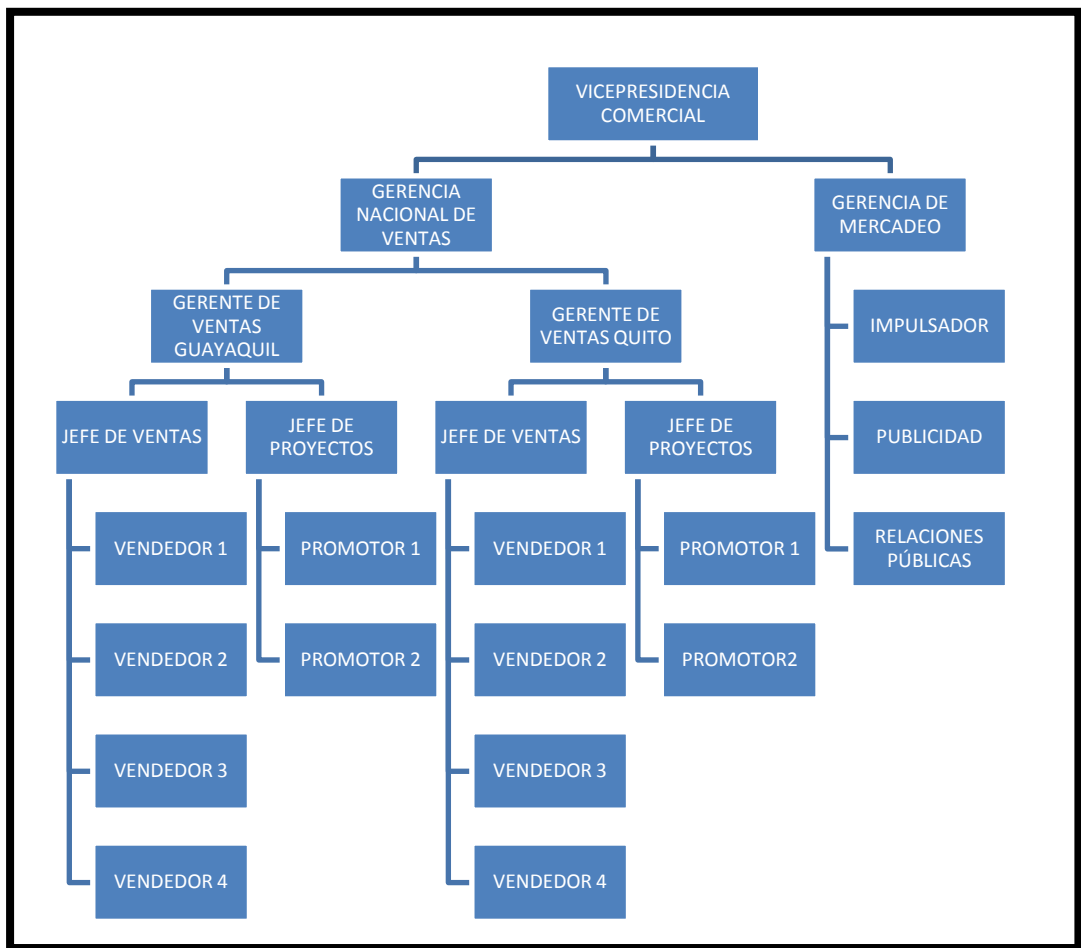 VICEPRESIDENCIA
COMERCIAL
GERENCIA
NACIONAL DE
VENTAS
GERENCIA DE
MERCADEO
GERENTE DE
VENTAS
GUAYAQUIL
GERENTE DE
VENTAS QUITO
IMPULSADOR
JEFE DE VENTAS
JEFE DE
PROYECTOS
JEFE DE VENTAS
JEFE DE
PROYECTOS
PUBLICIDAD
VENDEDOR 1
PROMOTOR 1
VENDEDOR 1
PROMOTOR 1
RELACIONES
PÚBLICAS
VENDEDOR 2
PROMOTOR 2
VENDEDOR 2
PROMOTOR2
VENDEDOR 3
VENDEDOR 3
VENDEDOR 4
VENDEDOR 4